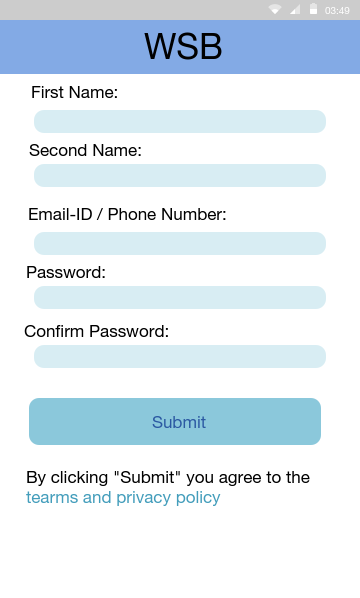 03:49
WSB
First Name:
Second Name:
Email-ID / Phone Number:
Password:
Confirm Password:
Submit
By clicking "Submit" you agree to the
tearms and privacy policy